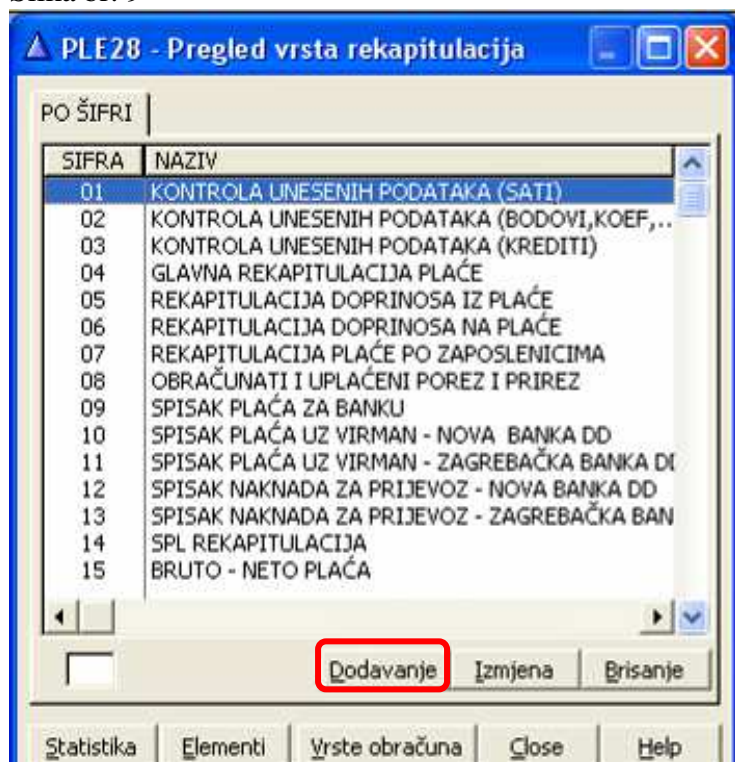 PLE28 - Pregled vrsta rekapitulacija
PO ŠIFRI
SIFRA NAZIV
01 KONTROLA UNESENIH PODATAKA (SATI)
02 KONTROLA UNESENIH PODATAKA (BODOVI,KOEF,..
03 KONTROLA UNESENIH PODATAKA (KREDITI)
04 GLAVNA REKAPITULACIJA PLAĆE
05 REKAPITULACIJA DOPRINOSA IZ PLAĆE
06 REKAPITULACIJA DOPRINOSA NA PLAĆE
07 REKAPITULACIJA PLAĆE PO ZAPOSLENICIMA
08 OBRAČUNATI I UPLAĆENI POREZ I PRIREZ
09 SPISAK PLAĆA ZA BANKU
10 SPISAK PLAĆA UZ VIRMAN - NOVA BANKA DD
11 SPISAK PLAĆA UZ VIRMAN - ZAGREBAČKA BANKA
12 SPISAK NAKNADA ZA PRIJEVOZ - NOVA BANKA DD
13 SPISAK NAKNADA ZA PRIJEVOZ - ZAGREBAČKA BAN
14 SPL REKAPITULACIJA
15 BRUTO - NETO PLAĆA
Dodavanje Izmjena Brisanje
Statistika Elementi Vrste obračuna Close Help